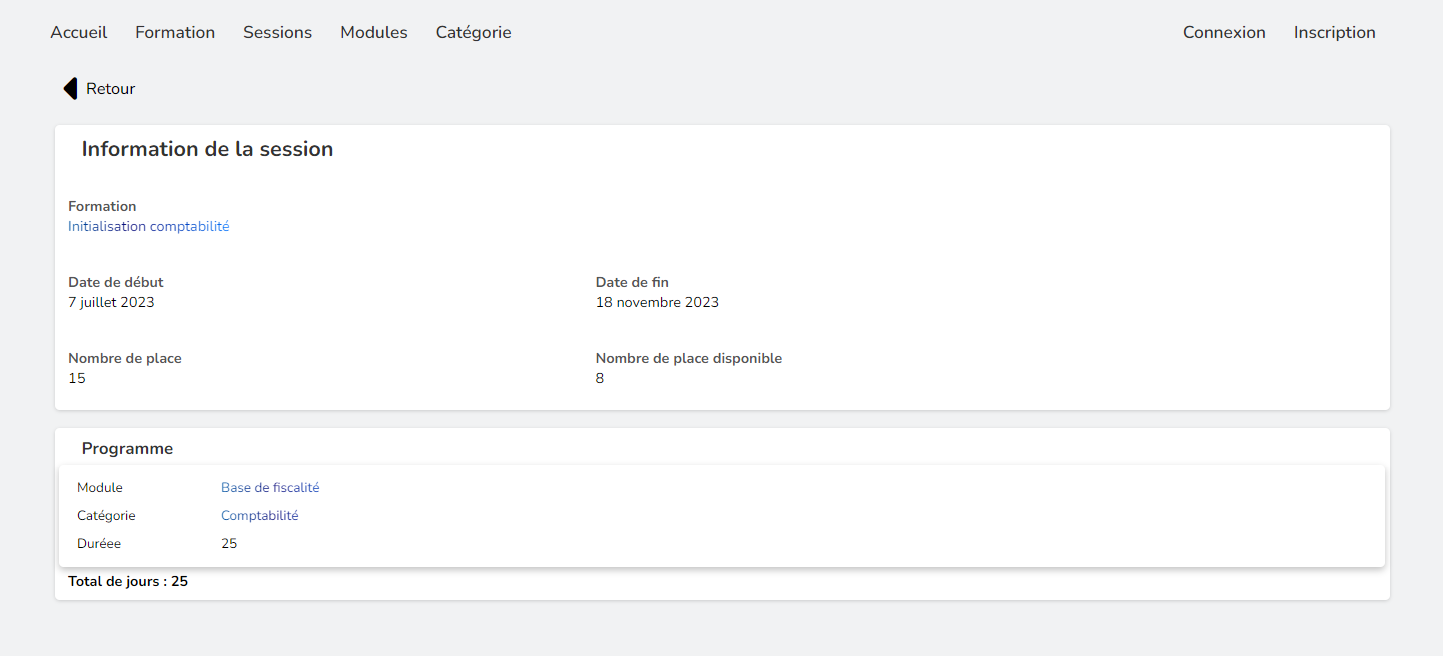 Accueil Formation Sessions Modules Catégorie Connexion Inscription
Retour
Information de la session
Formation
Initialisation comptabilité
Date de début Date de fin
7 juillet 2023 18 novembre 2023
Nombre de place Nombre de place disponible
15 8
Programme
Module Base de fiscalité
Catégorie Comptabilité
Duréee 25
Total de jours : 25